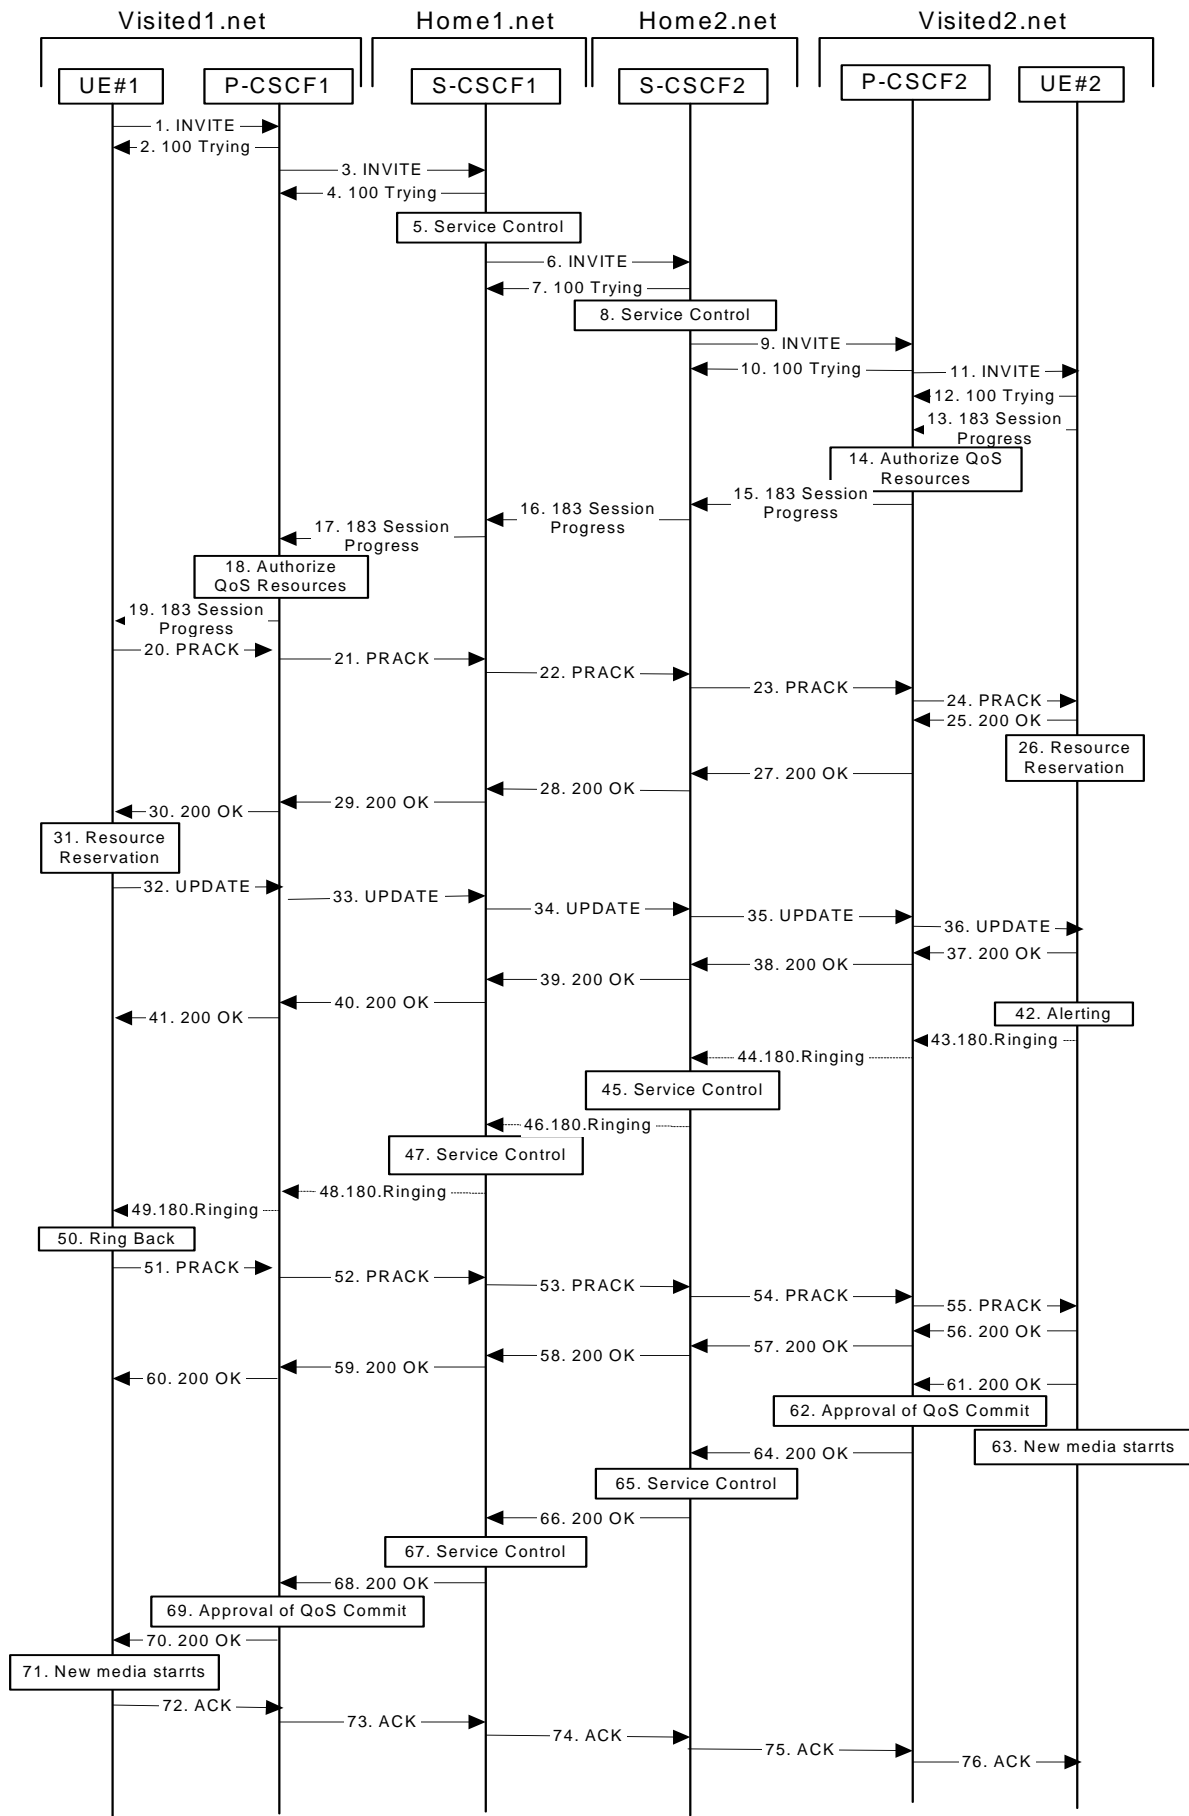 Visited1.net
Home1.net
Home2.net
Visited2.net
UE#1
P-CSCF1
S-CSCF1
S-CSCF2
P-CSCF2
UE#2
1. INVITE
2. 100 Trying
3. INVITE
4. 100 Trying
5. Service Control
6. INVITE
7. 100 Trying
8. Service Control
9. INVITE
10. 100 Trying
11. INVITE
12. 100 Trying
13. 183 Session
Progress
14. Authorize QoS
Resources
15. 183 Session
Progress
16. 183 Session
Progress
17. 183 Session
Progress
18. Authorize
QoS Resources
19. 183 Session
Progress
20. PRACK
21. PRACK
22. PRACK
23. PRACK
24. PRACK
25. 200 OK
26. Resource
Reservation
27. 200 OK
28. 200 OK
29. 200 OK
30. 200 OK
31. Resource
Reservation
32. UPDATE
33. UPDATE
34. UPDATE
35. UPDATE
36. UPDATE
37. 200 OK
38. 200 OK
39. 200 OK
40. 200 OK
41. 200 OK
42. Alerting
43.180.Ringing
44.180.Ringing
45. Service Control
46.180.Ringing
47. Service Control
48.180.Ringing
49.180.Ringing
50. Ring Back
51. PRACK
52. PRACK
53. PRACK
54. PRACK
55. PRACK
56. 200 OK
57. 200 OK
58. 200 OK
59. 200 OK
60. 200 OK
61. 200 OK
62. Approval of QoS Commit
63. New media starrts
64. 200 OK
65. Service Control
66. 200 OK
67. Service Control
68. 200 OK
69. Approval of QoS Commit
70. 200 OK
71. New media starrts
72. ACK
73. ACK
74. ACK
75. ACK
76. ACK